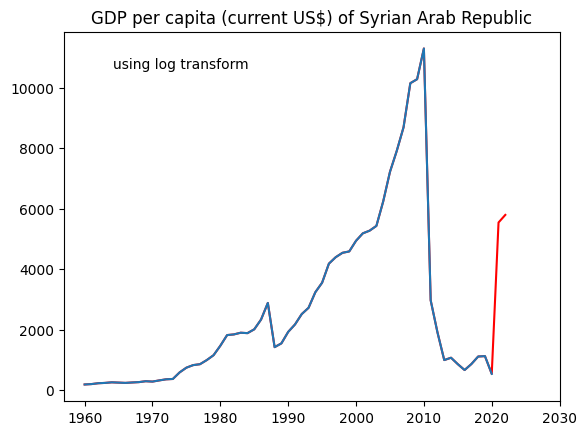 GDP per capita (current US$) of Syrian Arab Republic
using log transform
10000
8000
6000
4000
2000
0
1960 1970 1980 1990 2000 2010 2020 2030